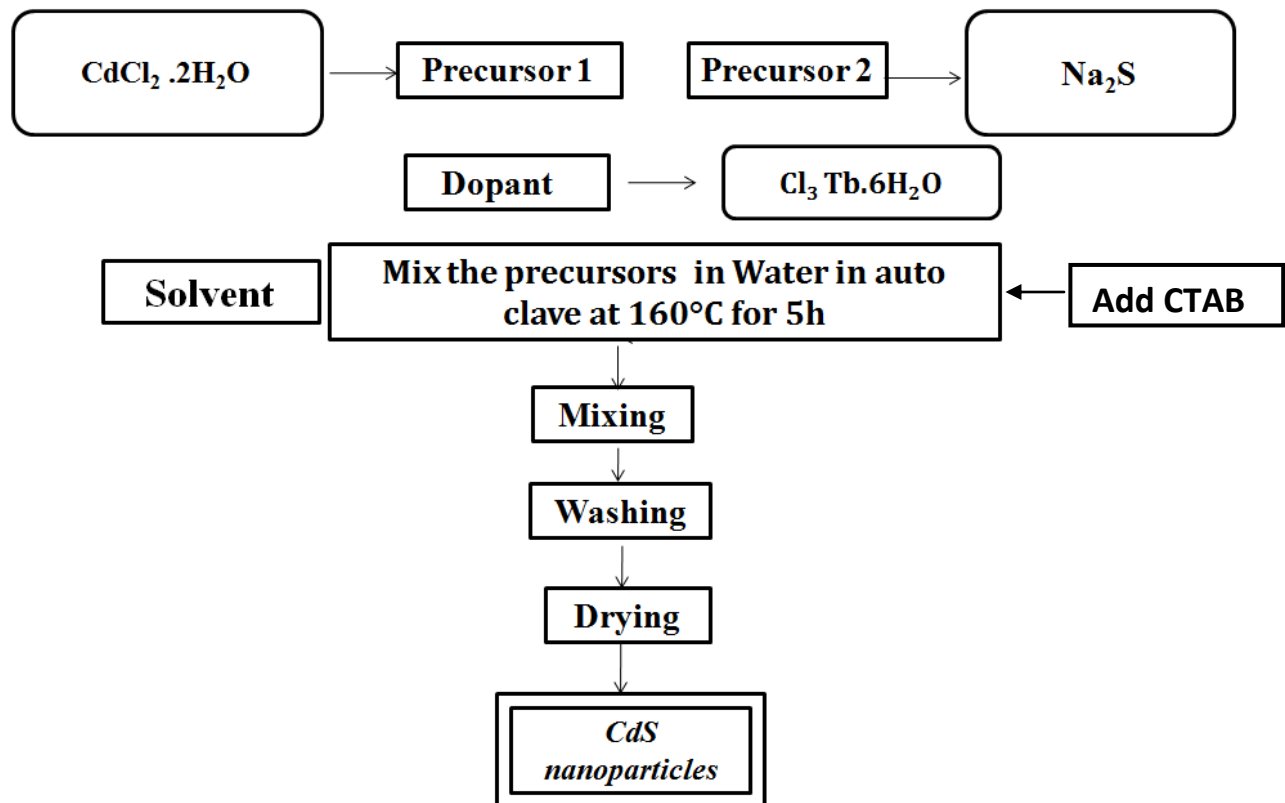 CdCl₂ .2H₂O
Precursor 1
Precursor 2
Na₂S
Dopant
Cl₃ Tb.6H₂O
Solvent
Mix the precursors in Water in auto
clave at 160°C for 5h
Add CTAB
Mixing
Washing
Drying
CdS
nanoparticles